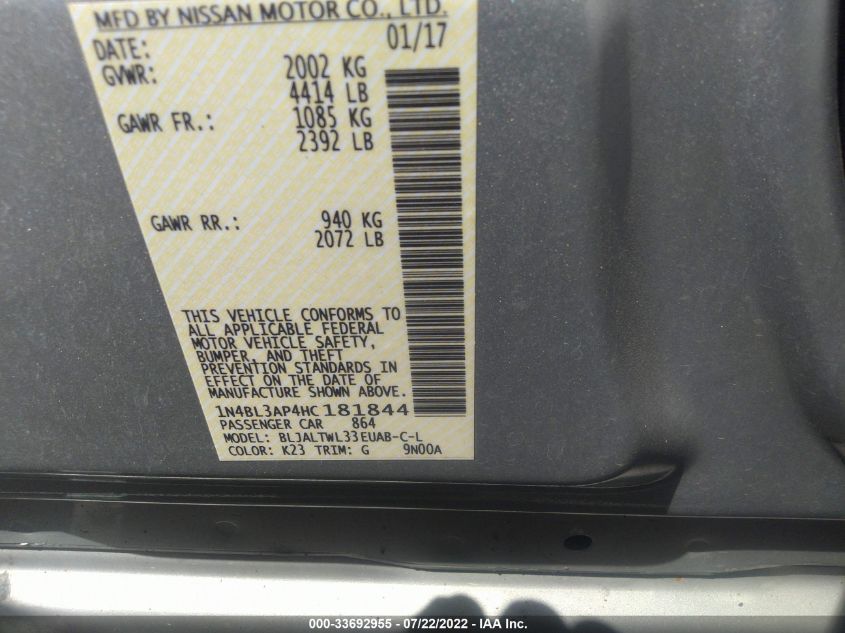 MFD BY NISSAN MOTOR CO., LTD.
DATE: 01/17
GVWR: 2002 KG
4414 LB
GAWR FR.: 1085 KG
2392 LB
GAWR RR.: 940 KG
2072 LB
THIS VEHICLE CONFORMS TO
ALL APPLICABLE FEDERAL
MOTOR VEHICLE SAFETY,
BUMPER, AND THEFT
PREVENTION STANDARDS IN
EFFECT ON THE DATE OF
MANUFACTURE SHOWN ABOVE.
1N4BL3AP4HC181844
PASSENGER CAR 864
MODEL: BLJALTWL33EUAB-C-L
COLOR: K23 TRIM: G 9N00A
000-33692955 - 07/22/2022 - IAA Inc.